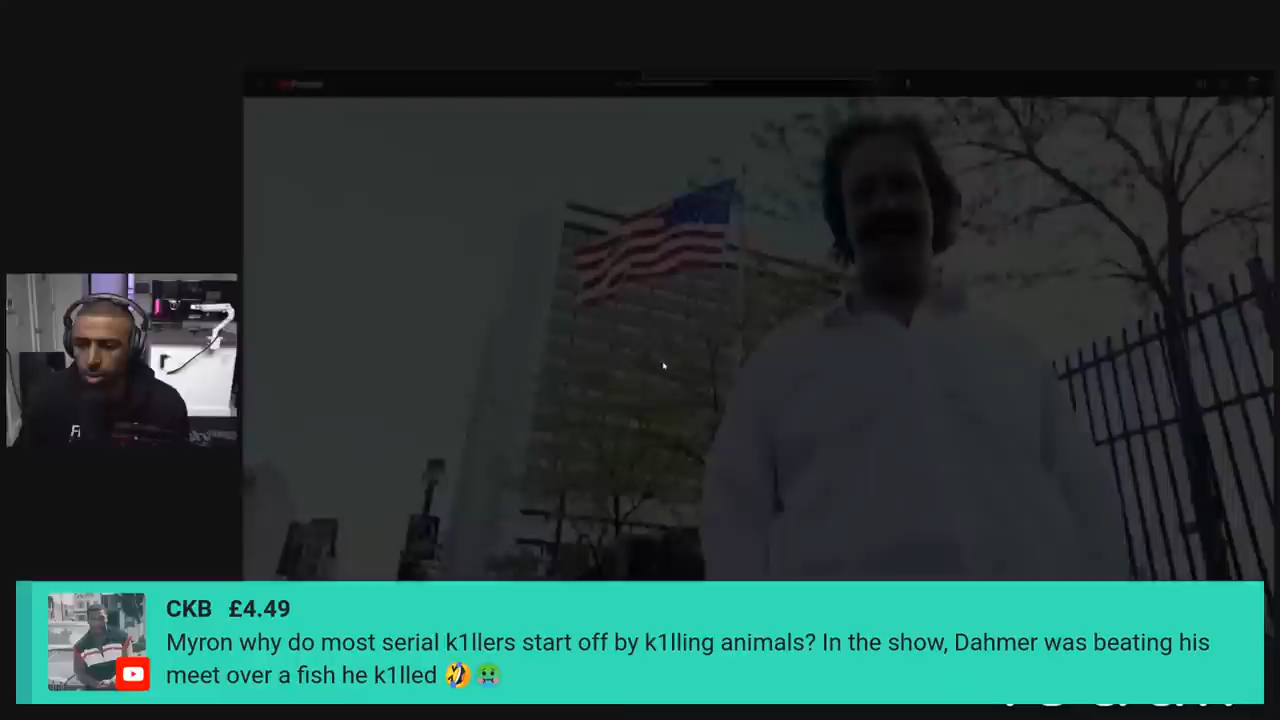 CKB £4.49
Myron why do most serial k1llers start off by k1lling animals? In the show, Dahmer was beating his
meet over a fish he k1lled 🤣🤢